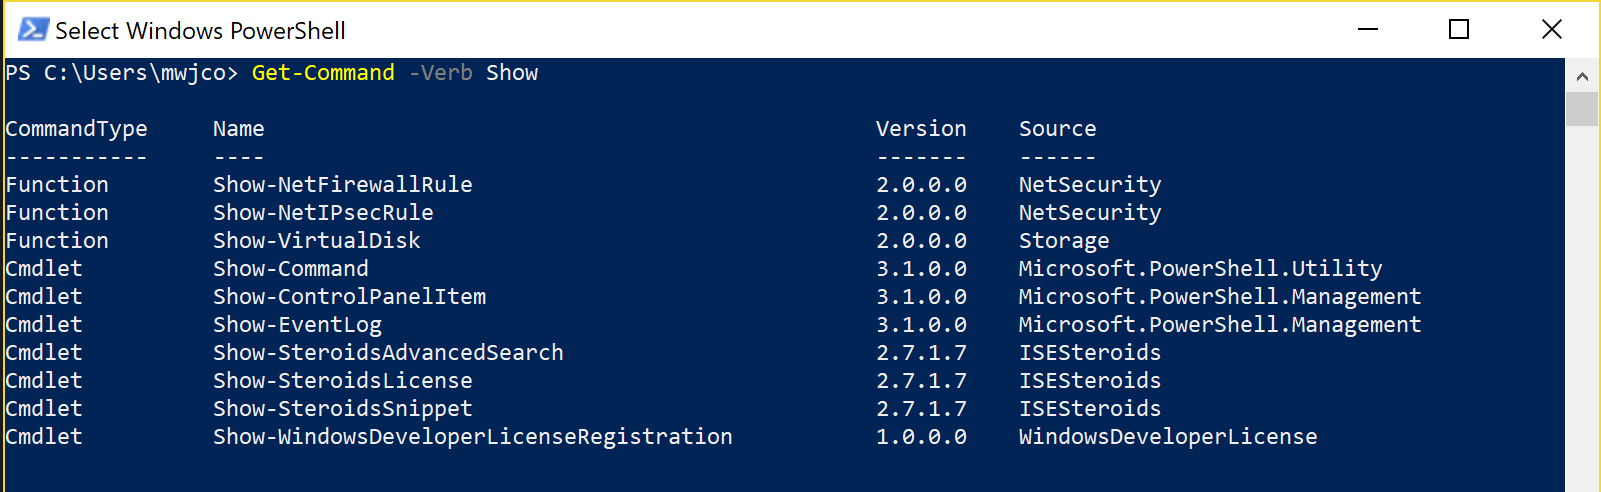 Select Windows PowerShell
PS C:\Users\mwjco> Get-Command -Verb Show
CommandType     Name                                               Version    Source
-----------     ----                                               -------    ------
Function        Show-NetFirewallRule                               2.0.0.0    NetSecurity
Function        Show-NetIPsecRule                                  2.0.0.0    NetSecurity
Function        Show-VirtualDisk                                   2.0.0.0    Storage
Cmdlet          Show-Command                                       3.1.0.0    Microsoft.PowerShell.Utility
Cmdlet          Show-ControlPanelItem                              3.1.0.0    Microsoft.PowerShell.Management
Cmdlet          Show-EventLog                                      3.1.0.0    Microsoft.PowerShell.Management
Cmdlet          Show-SteroidsAdvancedSearch                        2.7.1.7    ISESteroids
Cmdlet          Show-SteroidsLicense                               2.7.1.7    ISESteroids
Cmdlet          Show-SteroidsSnippet                               2.7.1.7    ISESteroids
Cmdlet          Show-WindowsDeveloperLicenseRegistration           1.0.0.0    WindowsDeveloperLicense